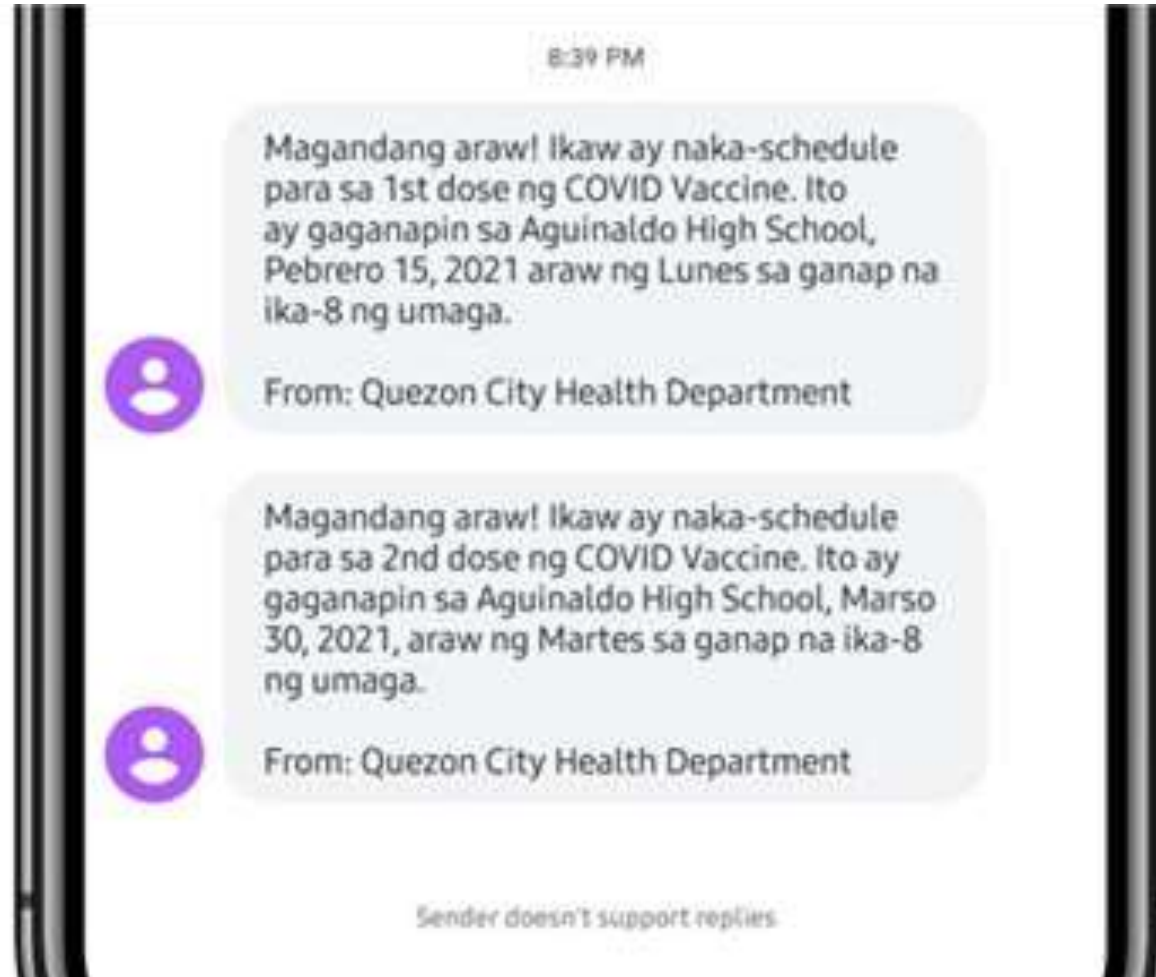 8:39 PM
Magandang araw! Ikaw ay naka-schedule
para sa 1st dose ng COVID Vaccine. Ito
ay gaganapin sa Aguinaldo High School,
Pebrero 15, 2021 araw ng Lunes sa ganap na
ika-8 ng umaga.
From: Quezon City Health Department
Magandang araw! Ikaw ay naka-schedule
para sa 2nd dose ng COVID Vaccine. Ito ay
gaganapin sa Aguinaldo High School, Marso
30, 2021, araw ng Martes sa ganap na ika-8
ng umaga.
From: Quezon City Health Department
Sender doesn't support replies